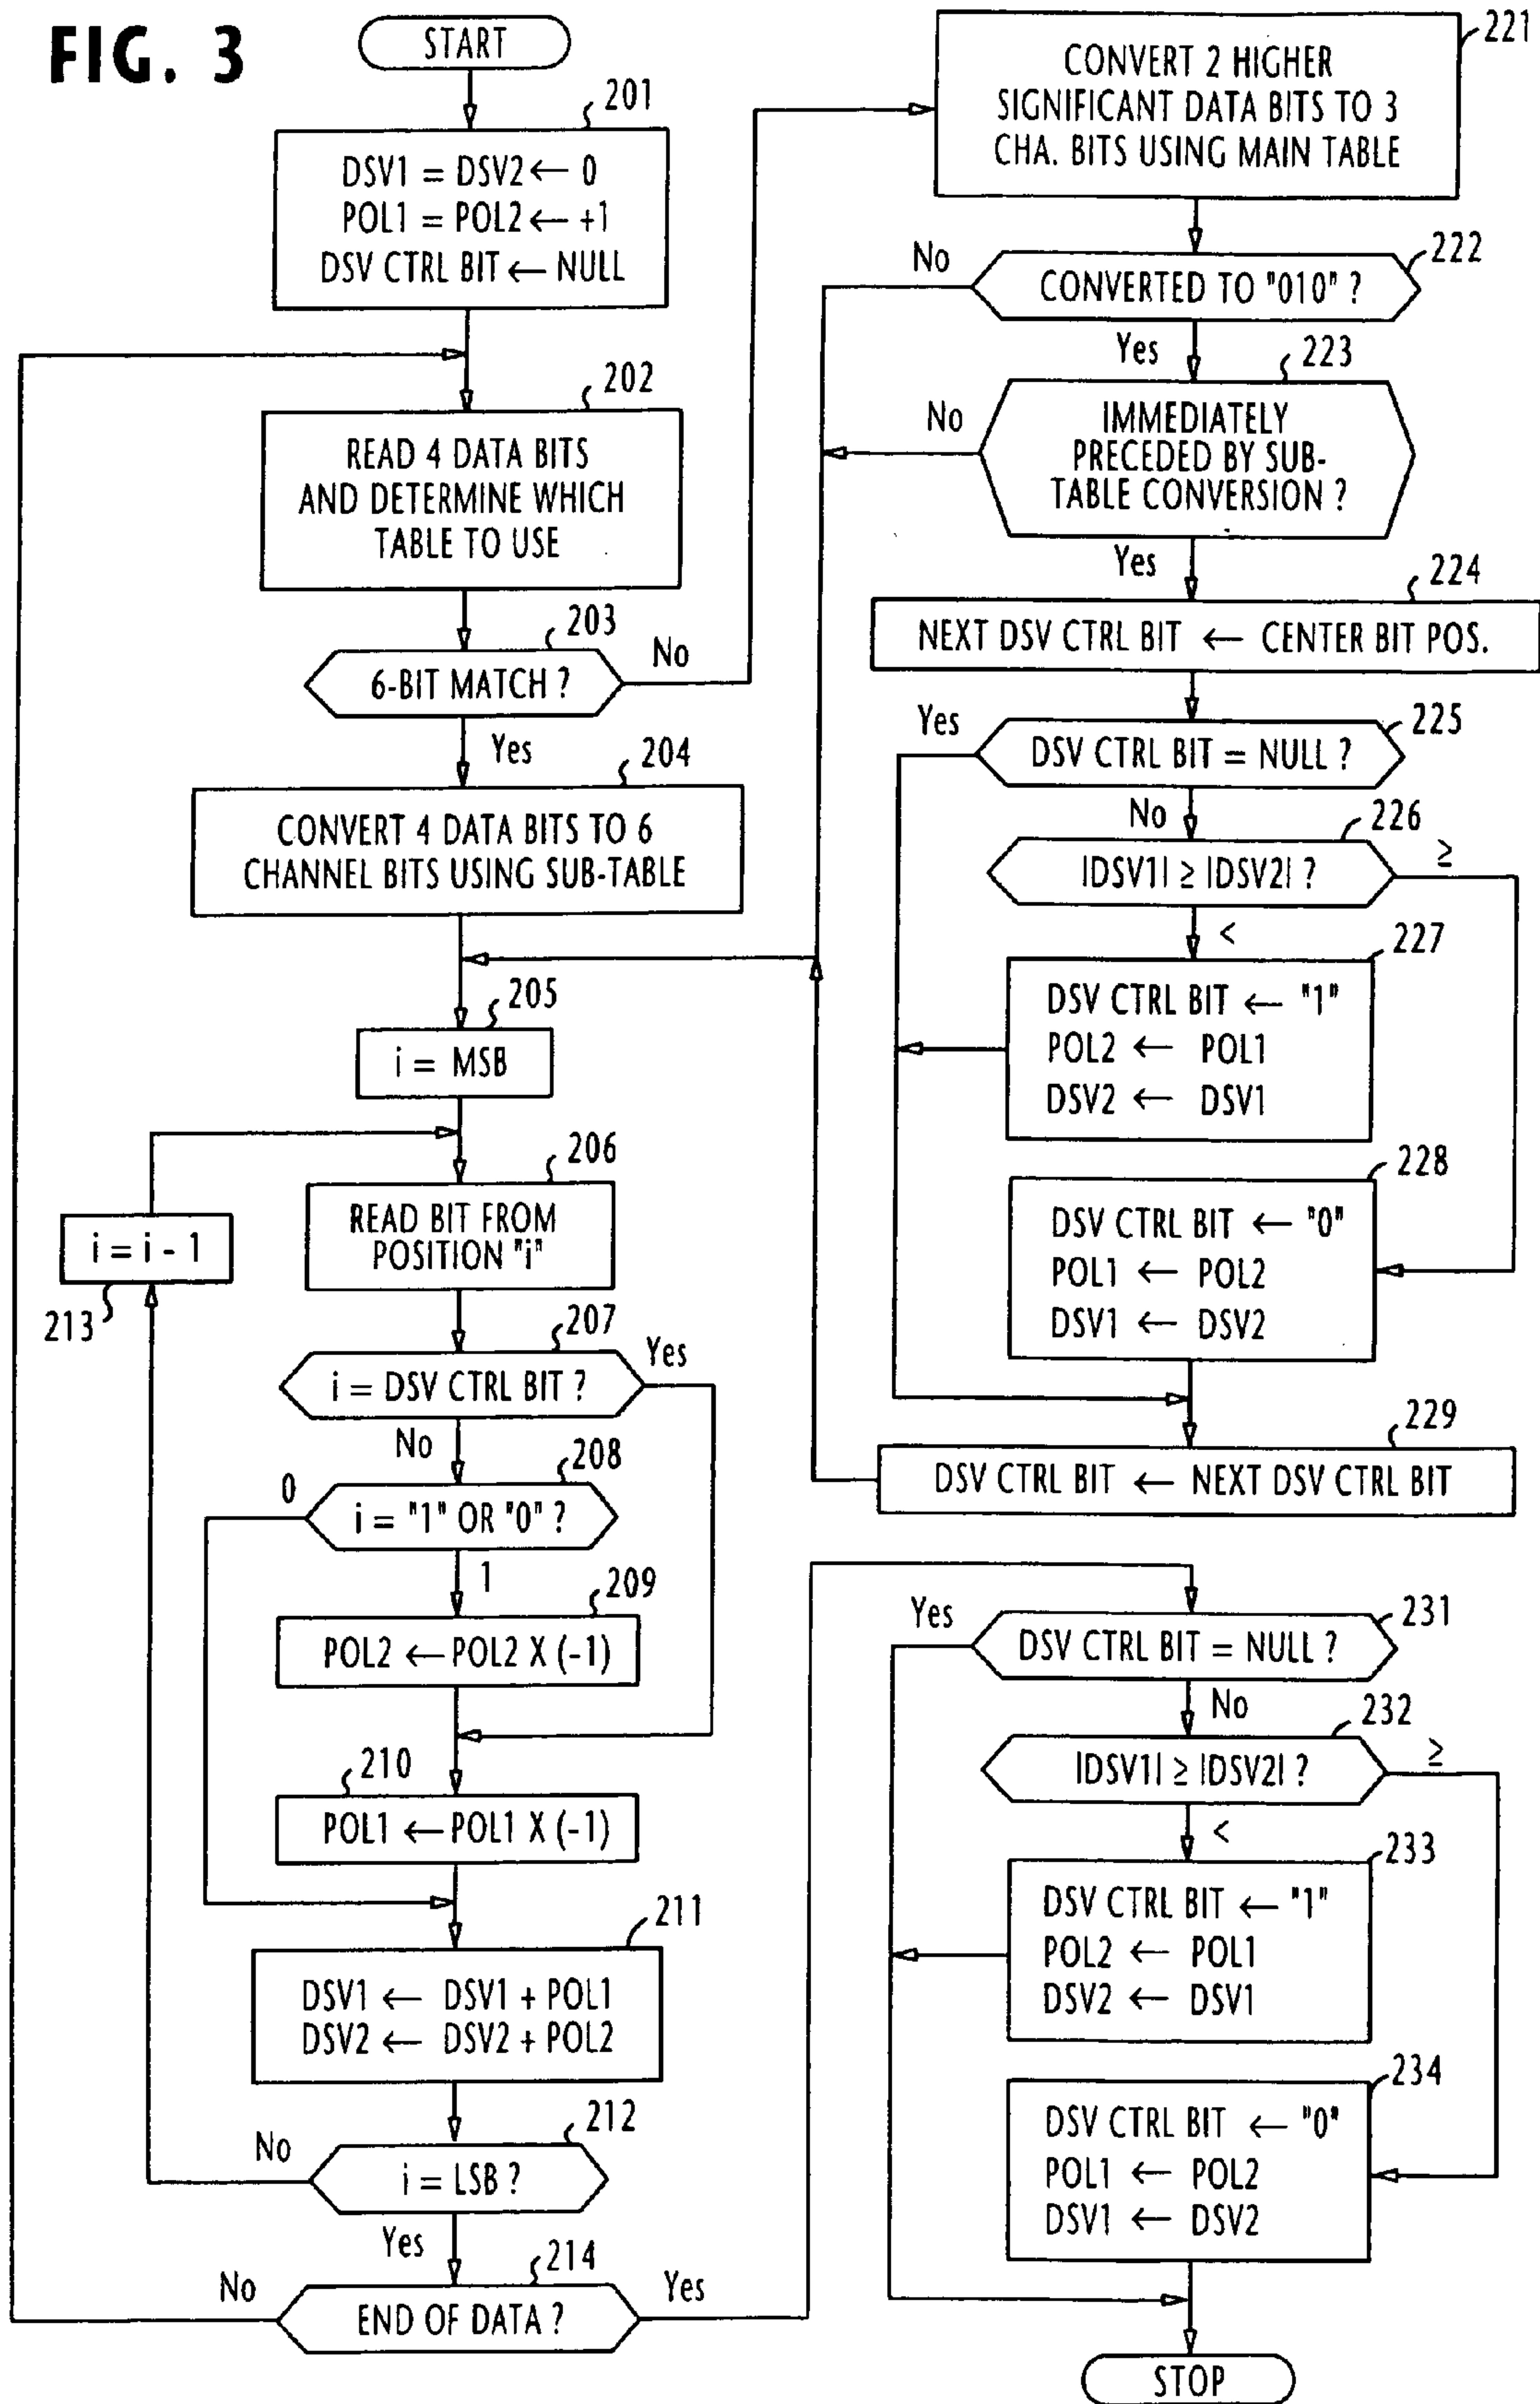 FIG. 3
START
201
DSV1 = DSV2 ← 0
POL1 = POL2 ← +1
DSV CTRL BIT ← NULL
202
READ 4 DATA BITS
AND DETERMINE WHICH
TABLE TO USE
203
6-BIT MATCH ?
No
Yes
204
CONVERT 4 DATA BITS TO 6
CHANNEL BITS USING SUB-TABLE
205
i = MSB
206
READ BIT FROM
POSITION "i"
i = i - 1
213
207
i = DSV CTRL BIT ?
Yes
No
208
0
i = "1" OR "0" ?
1
209
POL2 ← POL2 X (-1)
210
POL1 ← POL1 X (-1)
211
DSV1 ← DSV1 + POL1
DSV2 ← DSV2 + POL2
212
No
i = LSB ?
Yes
214
No
END OF DATA ?
Yes
221
CONVERT 2 HIGHER
SIGNIFICANT DATA BITS TO 3
CHA. BITS USING MAIN TABLE
222
No
CONVERTED TO "010" ?
Yes
223
No
IMMEDIATELY
PRECEDED BY SUB-
TABLE CONVERSION ?
Yes
224
NEXT DSV CTRL BIT ← CENTER BIT POS.
225
Yes
DSV CTRL BIT = NULL ?
No
226
|DSV1| ≥ |DSV2| ?
≥
<
227
DSV CTRL BIT ← "1"
POL2 ← POL1
DSV2 ← DSV1
228
DSV CTRL BIT ← "0"
POL1 ← POL2
DSV1 ← DSV2
229
DSV CTRL BIT ← NEXT DSV CTRL BIT
231
Yes
DSV CTRL BIT = NULL ?
No
232
|DSV1| ≥ |DSV2| ?
≥
<
233
DSV CTRL BIT ← "1"
POL2 ← POL1
DSV2 ← DSV1
234
DSV CTRL BIT ← "0"
POL1 ← POL2
DSV1 ← DSV2
STOP